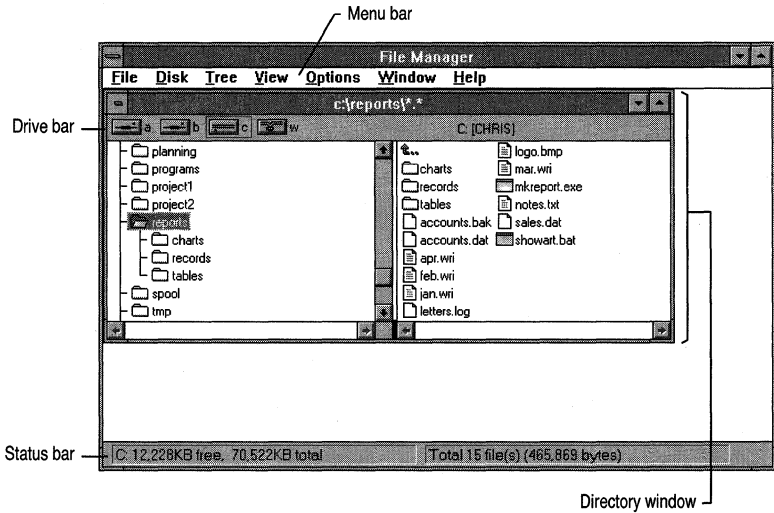 Menu bar
File Manager
File Disk Tree View Options Window Help
c:\reports\*.*
Drive bar
a b c w C: [CHRIS]
planning
programs
project1
project2
reports
charts
records
tables
spool
tmp
..
charts
records
tables
accounts.bak
accounts.dat
apr.wri
feb.wri
jan.wri
letters.log
logo.bmp
mar.wri
mkreport.exe
notes.txt
sales.dat
showart.bat
Status bar
C: 12,228KB free, 70,522KB total Total 15 file(s) (465,869 bytes)
Directory window